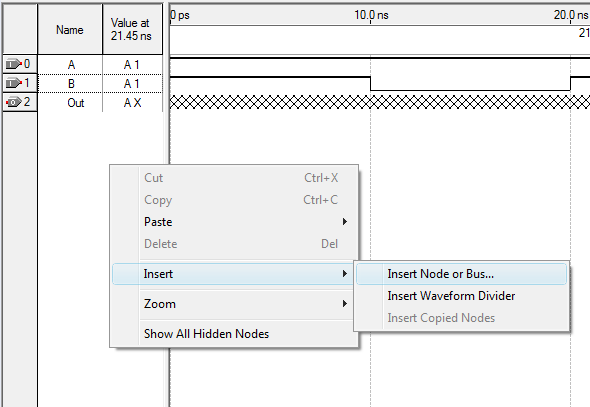 Name
Value at
21.45 ns
0 ps
10.0 ns
20.0 ns
21
0 A A 1
1 B A 1
2 Out A X
Cut Ctrl+X
Copy Ctrl+C
Paste
Delete Del
Insert
Zoom
Show All Hidden Nodes
Insert Node or Bus...
Insert Waveform Divider
Insert Copied Nodes